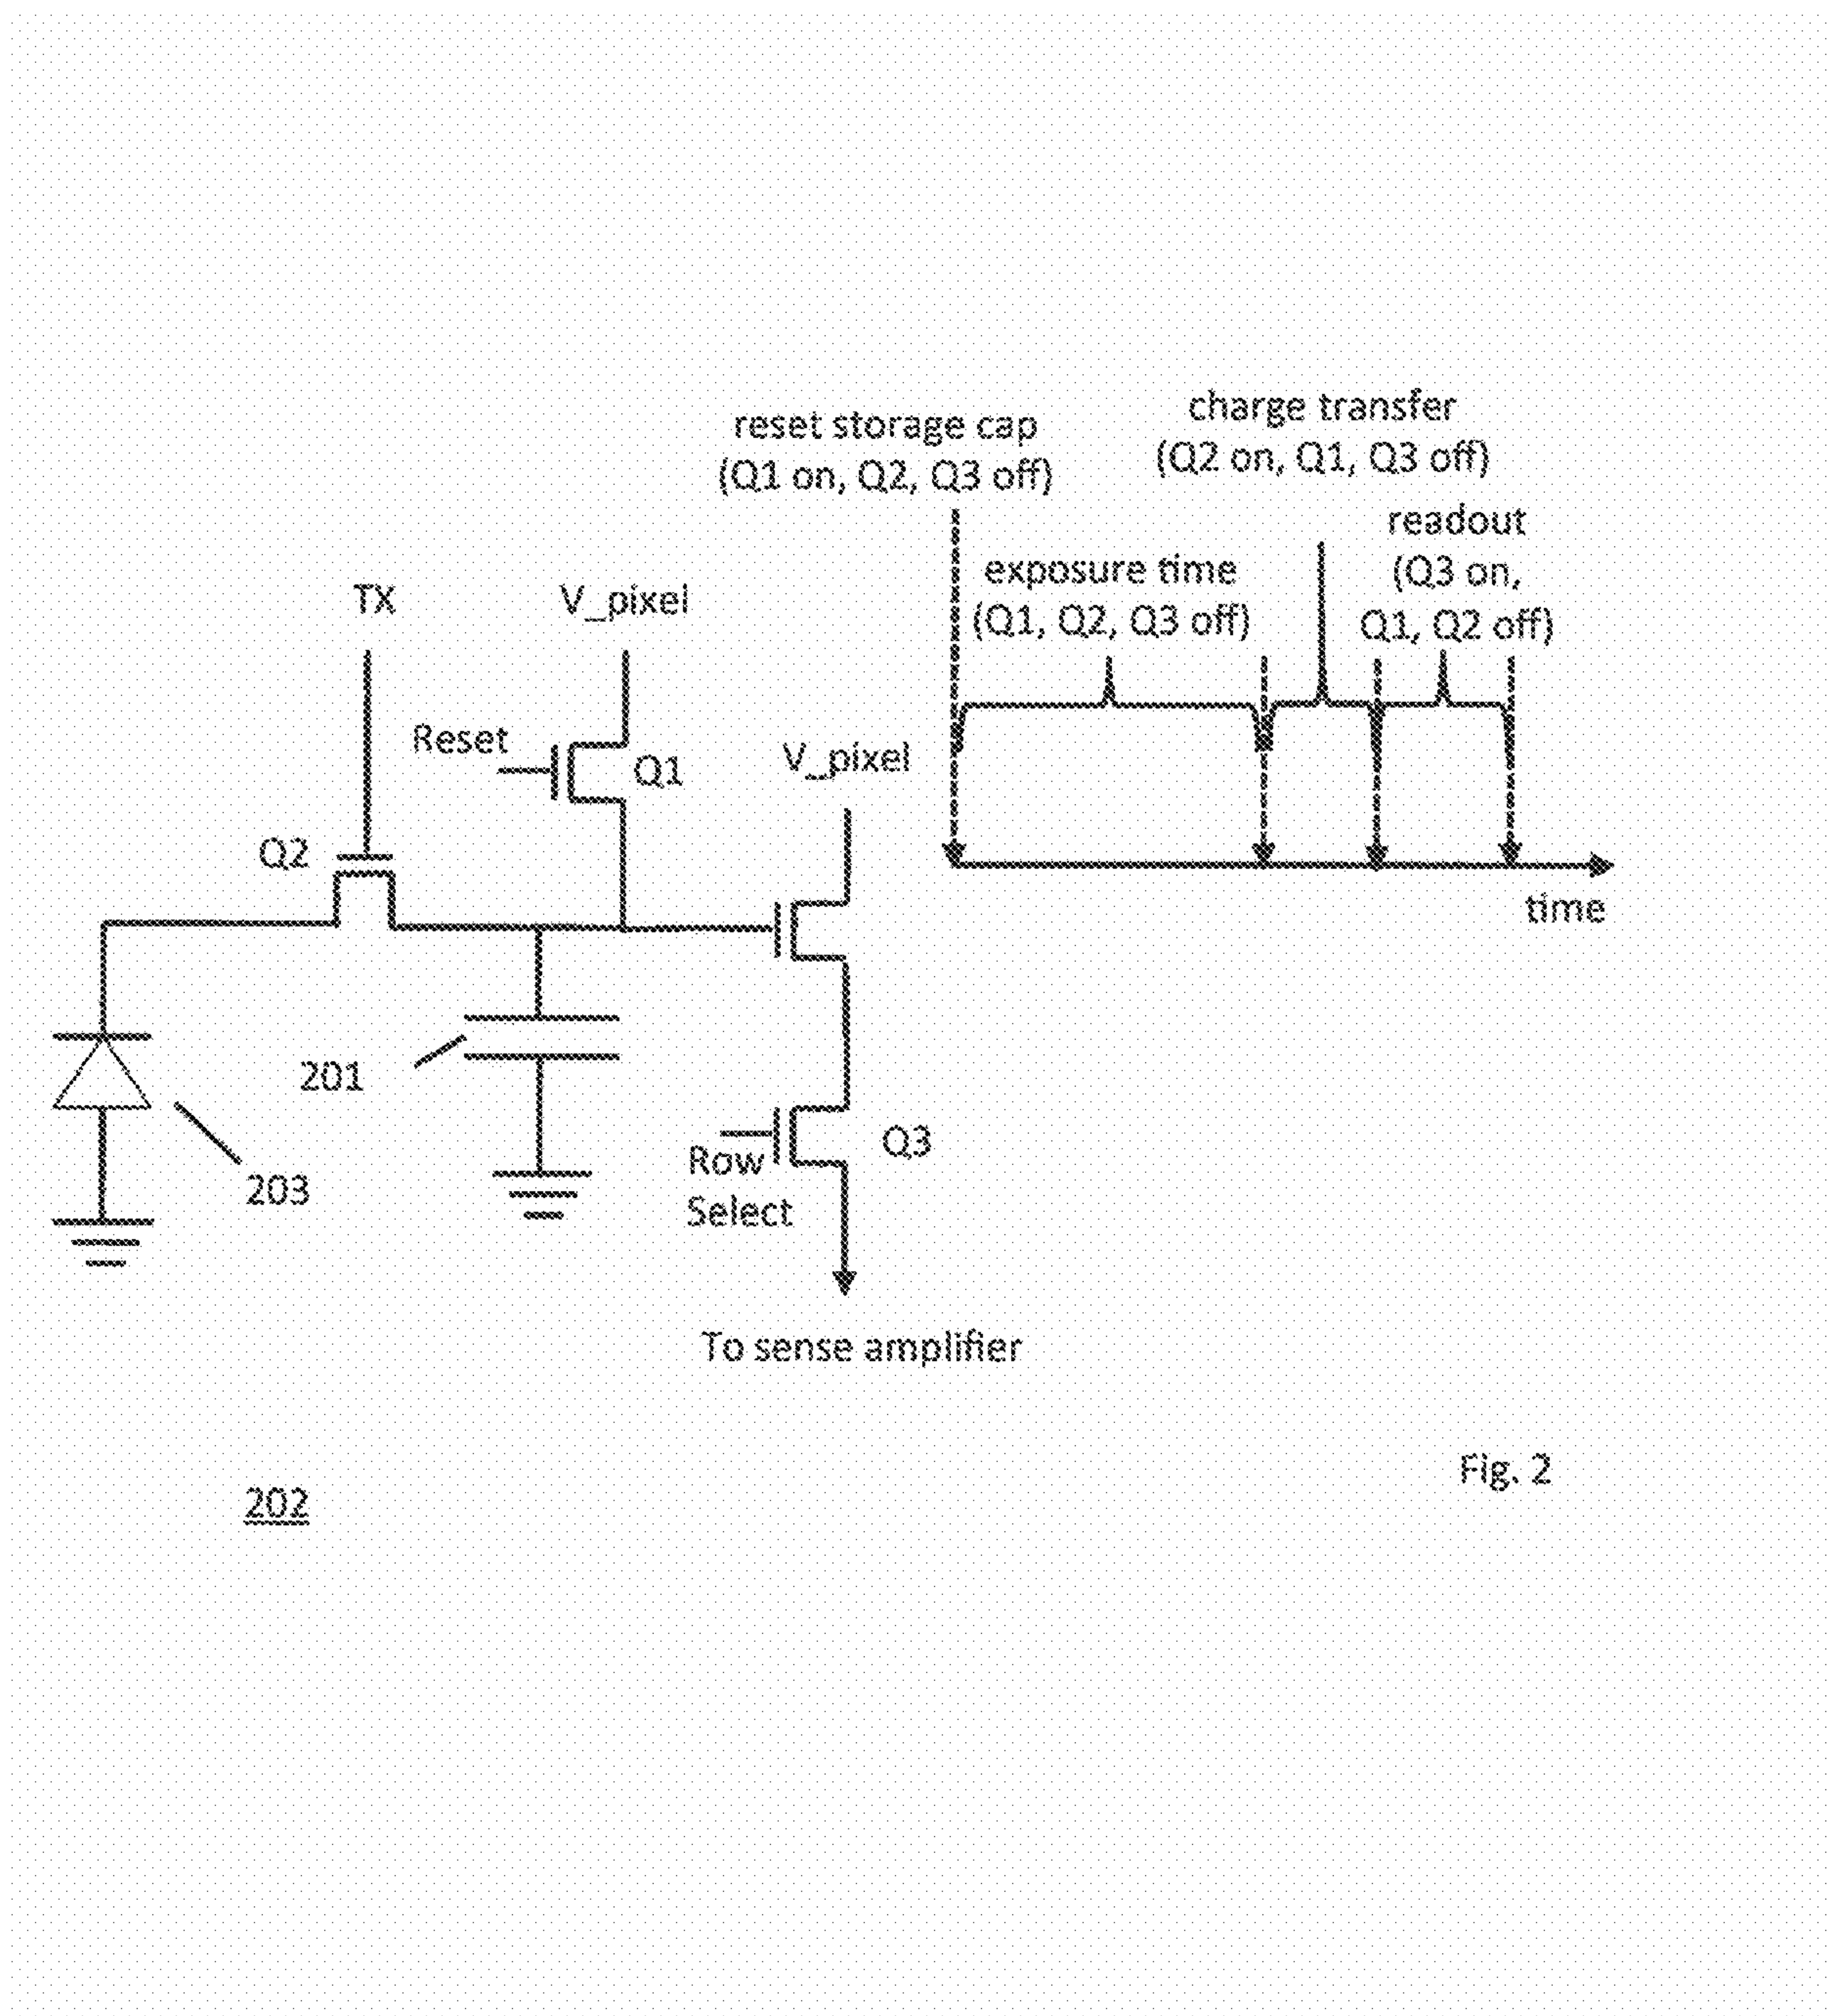 reset storage cap
(Q1 on, Q2, Q3 off)
charge transfer
(Q2 on, Q1, Q3 off)
readout
(Q3 on,
Q1, Q2 off)
exposure time
(Q1, Q2, Q3 off)
time
TX
V_pixel
Reset
Q1
V_pixel
Q2
201
203
Q3
Row
Select
To sense amplifier
202
Fig. 2